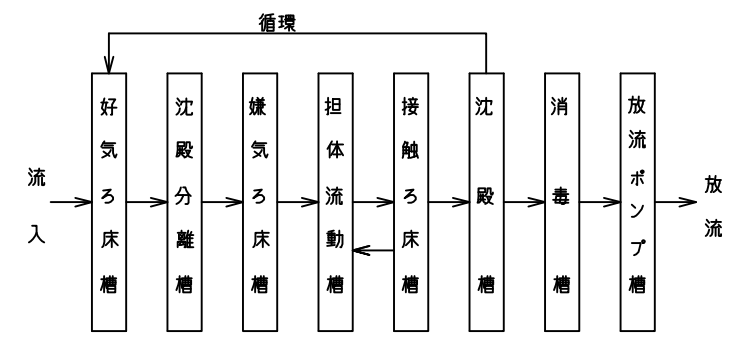 循環
流入
好気ろ床槽
沈殿分離槽
嫌気ろ床槽
担体流動槽
接触ろ床槽
沈殿槽
消毒槽
放流ポンプ槽
放流